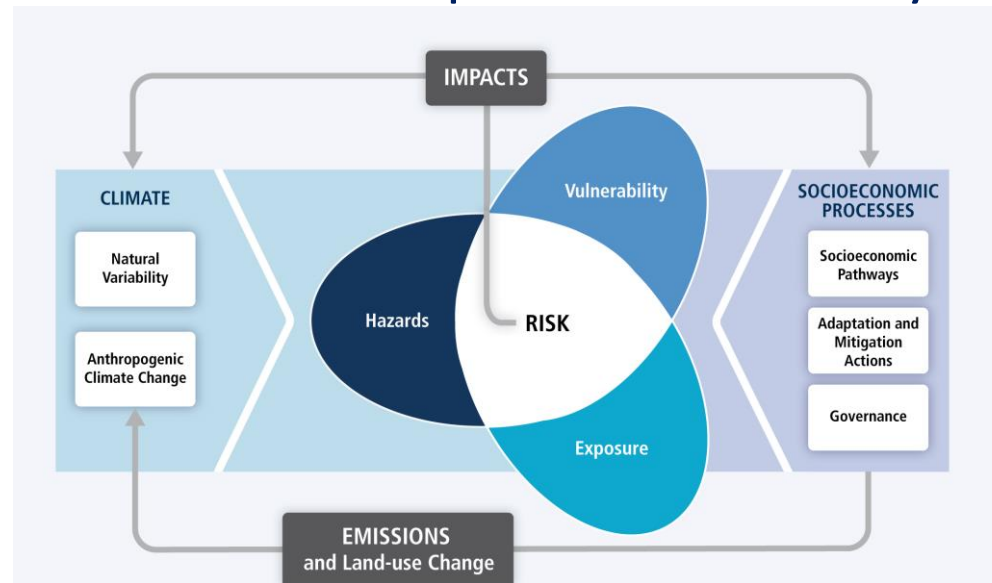 IMPACTS
CLIMATE
Natural
Variability
Anthropogenic
Climate Change
Vulnerability
Hazards
RISK
Exposure
SOCIOECONOMIC
PROCESSES
Socioeconomic
Pathways
Adaptation and
Mitigation
Actions
Governance
EMISSIONS
and Land-use Change